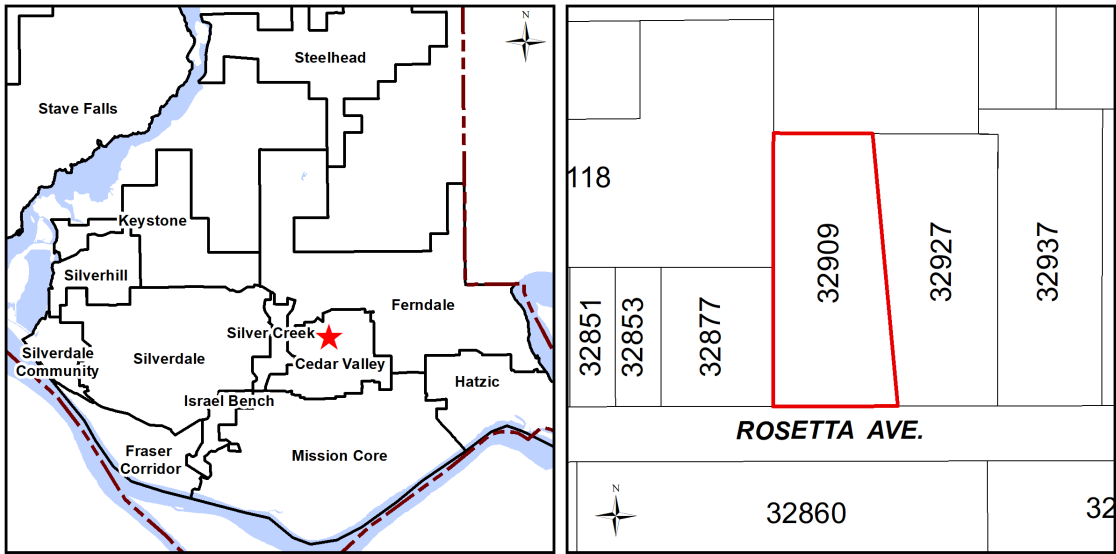 N
Steelhead
Stave Falls
Keystone
Silverhill
Ferndale
Silver Creek
Silverdale
Community
Silverdale
Cedar Valley
Hatzic
Israel Bench
Fraser
Corridor
Mission Core
118
32909
32927
32937
32851
32853
32877
ROSETTA AVE.
N
32860
32